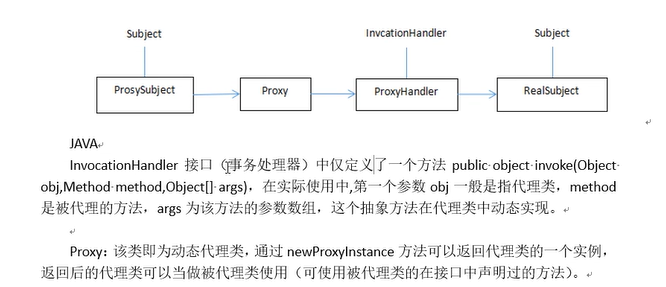 Subject InvcationHandler Subject
ProsySubject Proxy ProxyHandler RealSubject
JAVA
InvocationHandler 接口（事务处理器）中仅定义了一个方法 public object invoke(Object
obj,Method method,Object[] args)，在实际使用中,第一个参数 obj 一般是指代理类，method
是被代理的方法，args 为该方法的参数数组，这个抽象方法在代理类中动态实现。
Proxy：该类即为动态代理类，通过 newProxyInstance 方法可以返回代理类的一个实例，
返回后的代理类可以当做被代理类使用（可使用被代理类的在接口中声明过的方法）。